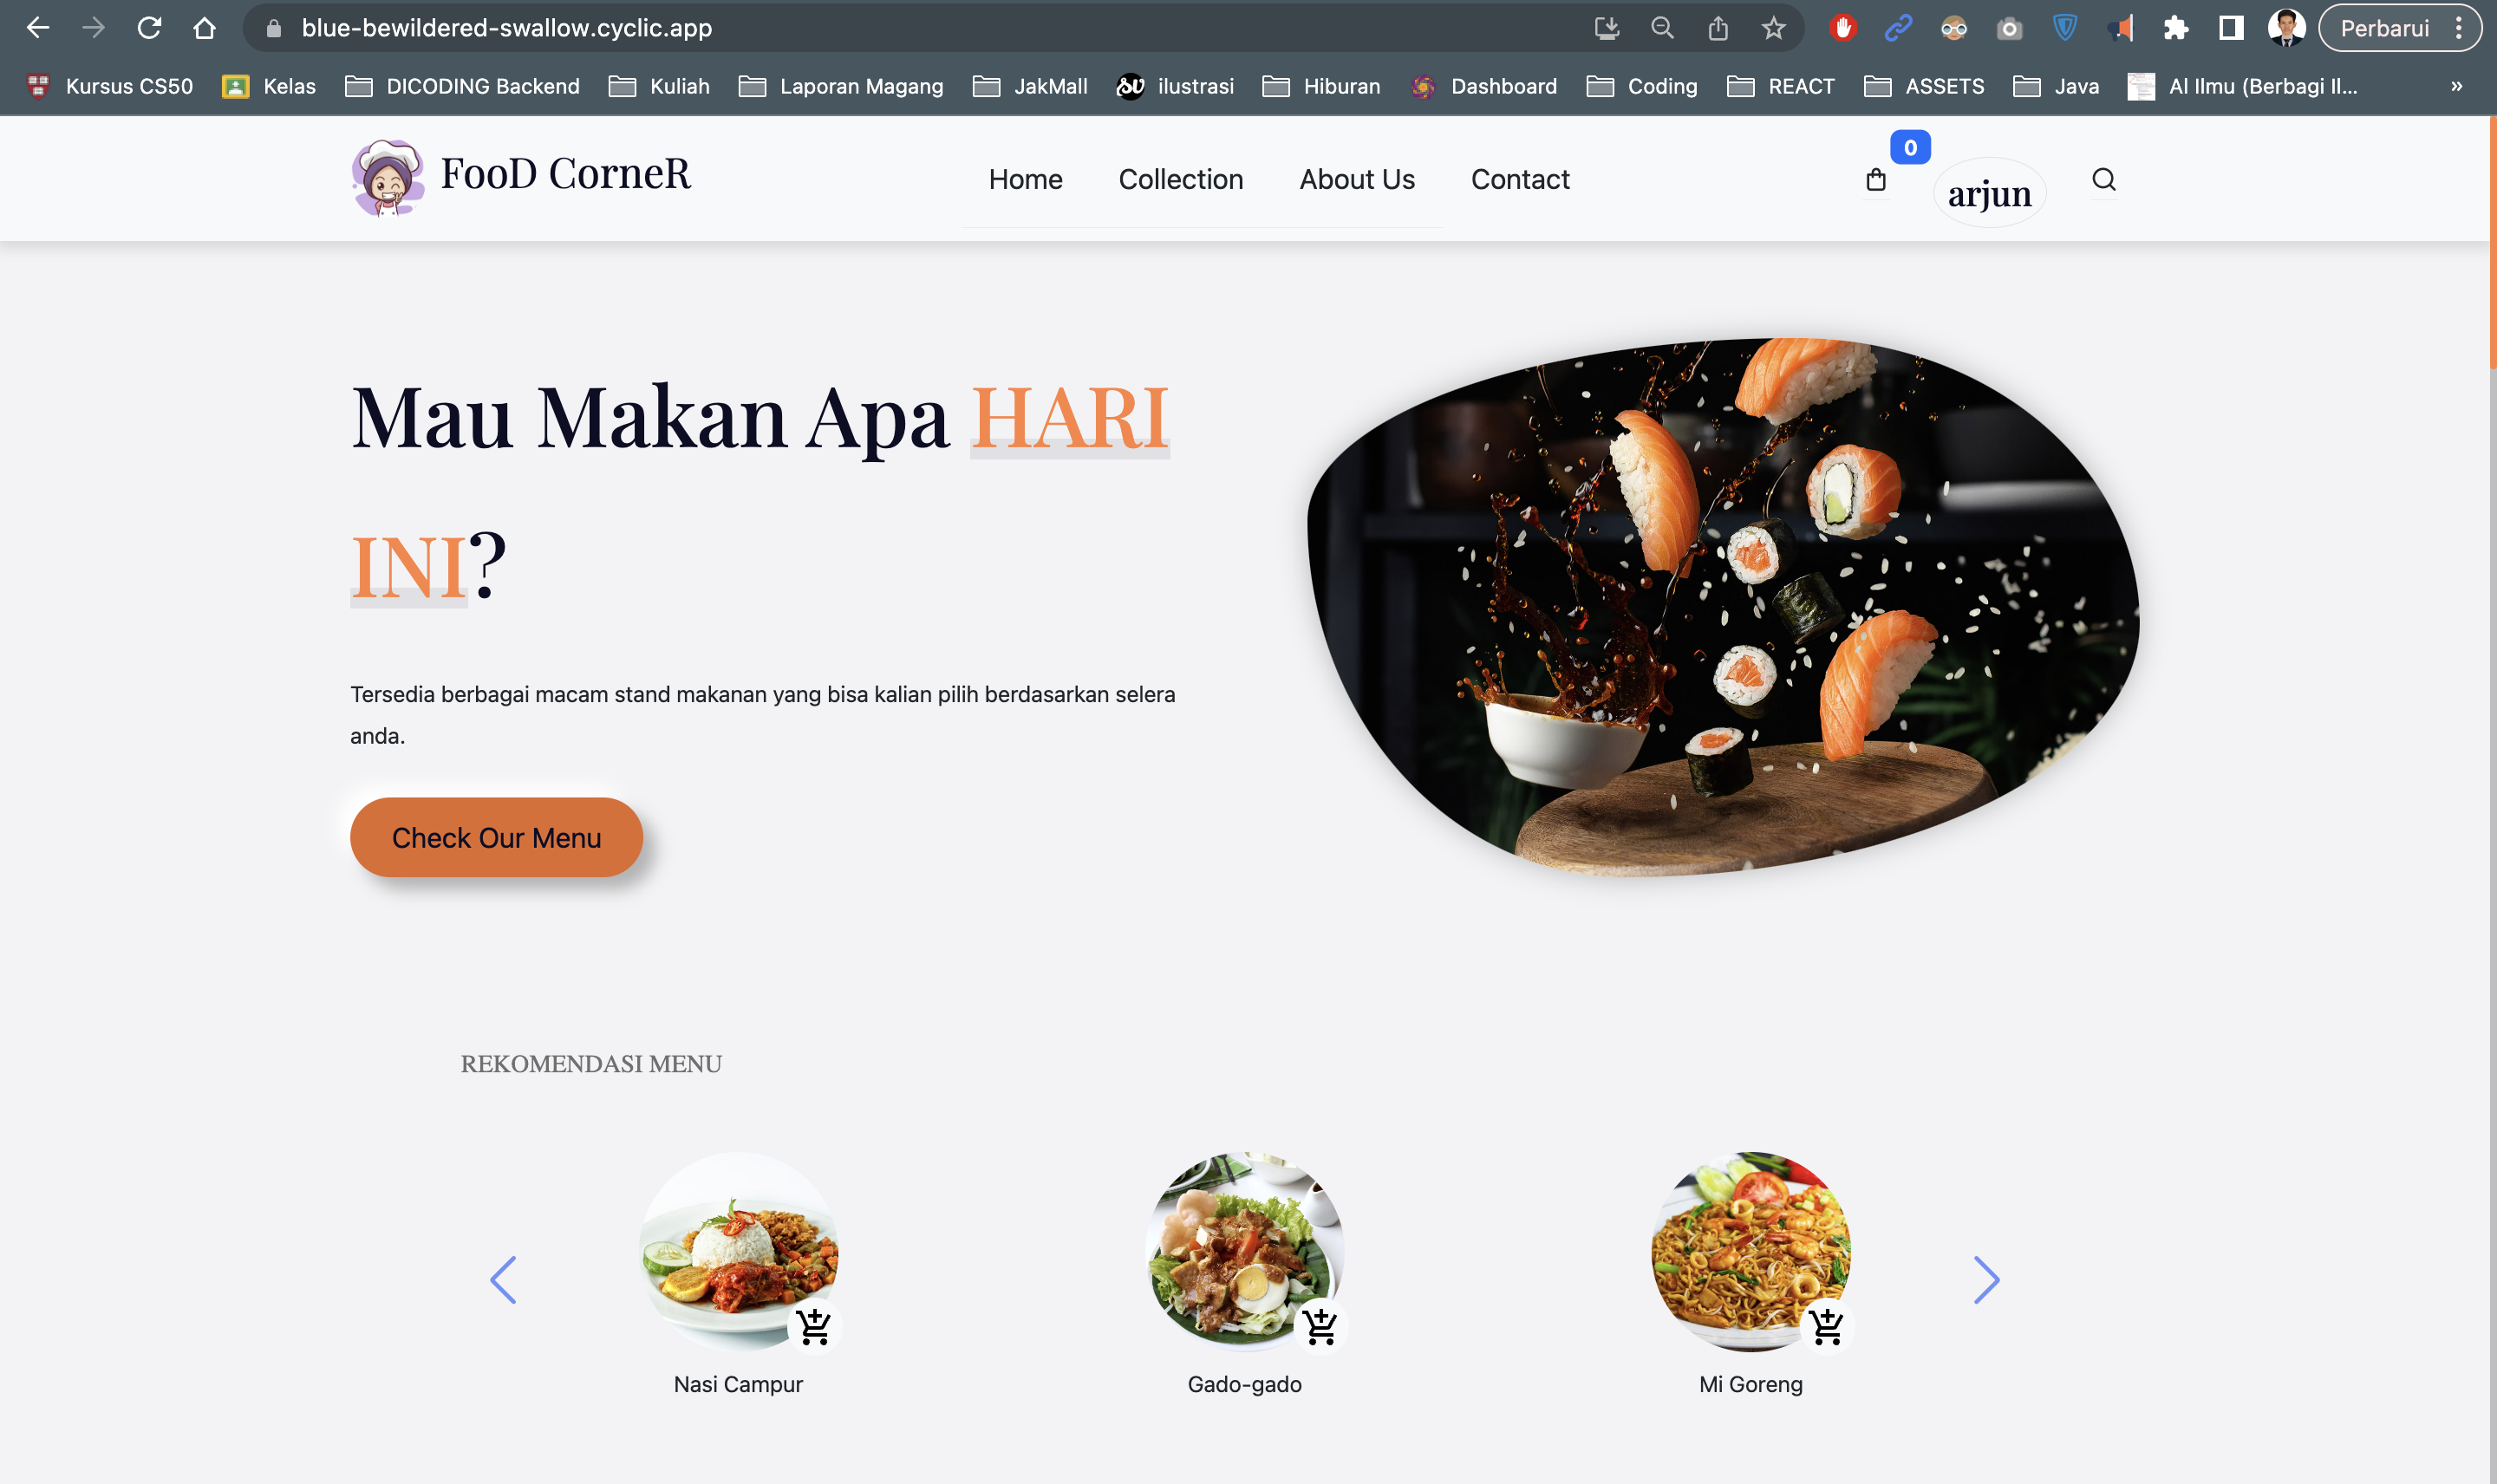 blue-bewildered-swallow.cyclic.app
Perbarui
Kursus CS50 Kelas DICODING Backend Kuliah Laporan Magang JakMall ilustrasi Hiburan Dashboard Coding REACT ASSETS Java Al Ilmu (Berbagi Il... »
FooD CorneR
Home Collection About Us Contact
0
arjun
Mau Makan Apa HARI
INI?
Tersedia berbagai macam stand makanan yang bisa kalian pilih berdasarkan selera
anda.
Check Our Menu
REKOMENDASI MENU
Nasi Campur Gado-gado Mi Goreng